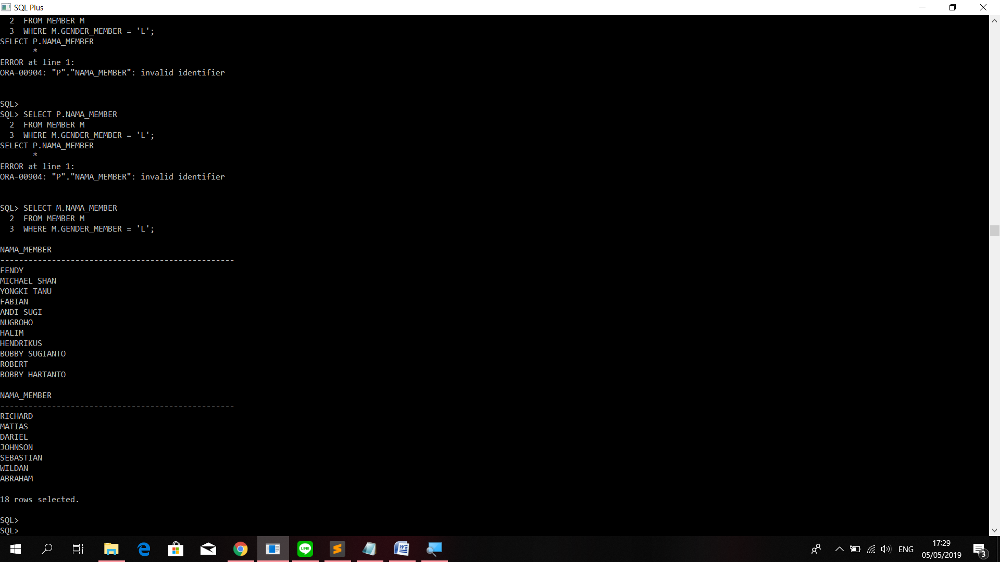 SQL Plus
  2  FROM MEMBER M
  3  WHERE M.GENDER_MEMBER = 'L';
SELECT P.NAMA_MEMBER
       *
ERROR at line 1:
ORA-00904: "P"."NAMA_MEMBER": invalid identifier
SQL>
SQL> SELECT P.NAMA_MEMBER
  2  FROM MEMBER M
  3  WHERE M.GENDER_MEMBER = 'L';
SELECT P.NAMA_MEMBER
       *
ERROR at line 1:
ORA-00904: "P"."NAMA_MEMBER": invalid identifier
SQL> SELECT M.NAMA_MEMBER
  2  FROM MEMBER M
  3  WHERE M.GENDER_MEMBER = 'L';
NAMA_MEMBER
--------------------------------------------------
FENDY
MICHAEL SHAN
YONGKI TANU
FABIAN
ANDI SUGI
NUGROHO
HALIM
HENDRIKUS
BOBBY SUGIANTO
ROBERT
BOBBY HARTANTO
NAMA_MEMBER
--------------------------------------------------
RICHARD
MATIAS
DARIEL
JOHNSON
SEBASTIAN
WILDAN
ABRAHAM
18 rows selected.
SQL>
SQL>
LINE
W
ENG
17:29
05/05/2019
3